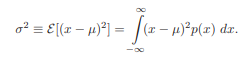 σ² ≡ ℰ[(x − μ)²] = ∫_{−∞}^{∞} (x − μ)² p(x) dx.